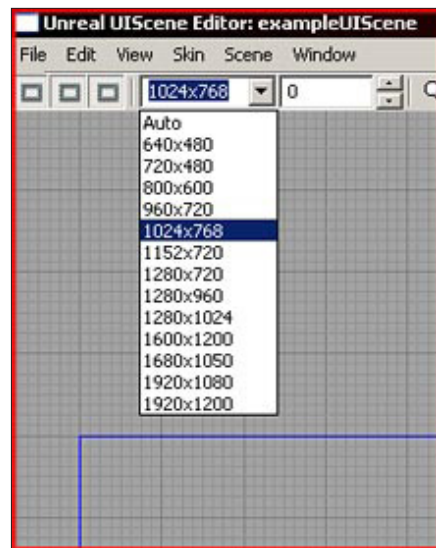 Unreal UIScene Editor: exampleUIScene
File Edit View Skin Scene Window
1024x768 0
Auto
640x480
720x480
800x600
960x720
1024x768
1152x720
1280x720
1280x960
1280x1024
1600x1200
1680x1050
1920x1080
1920x1200